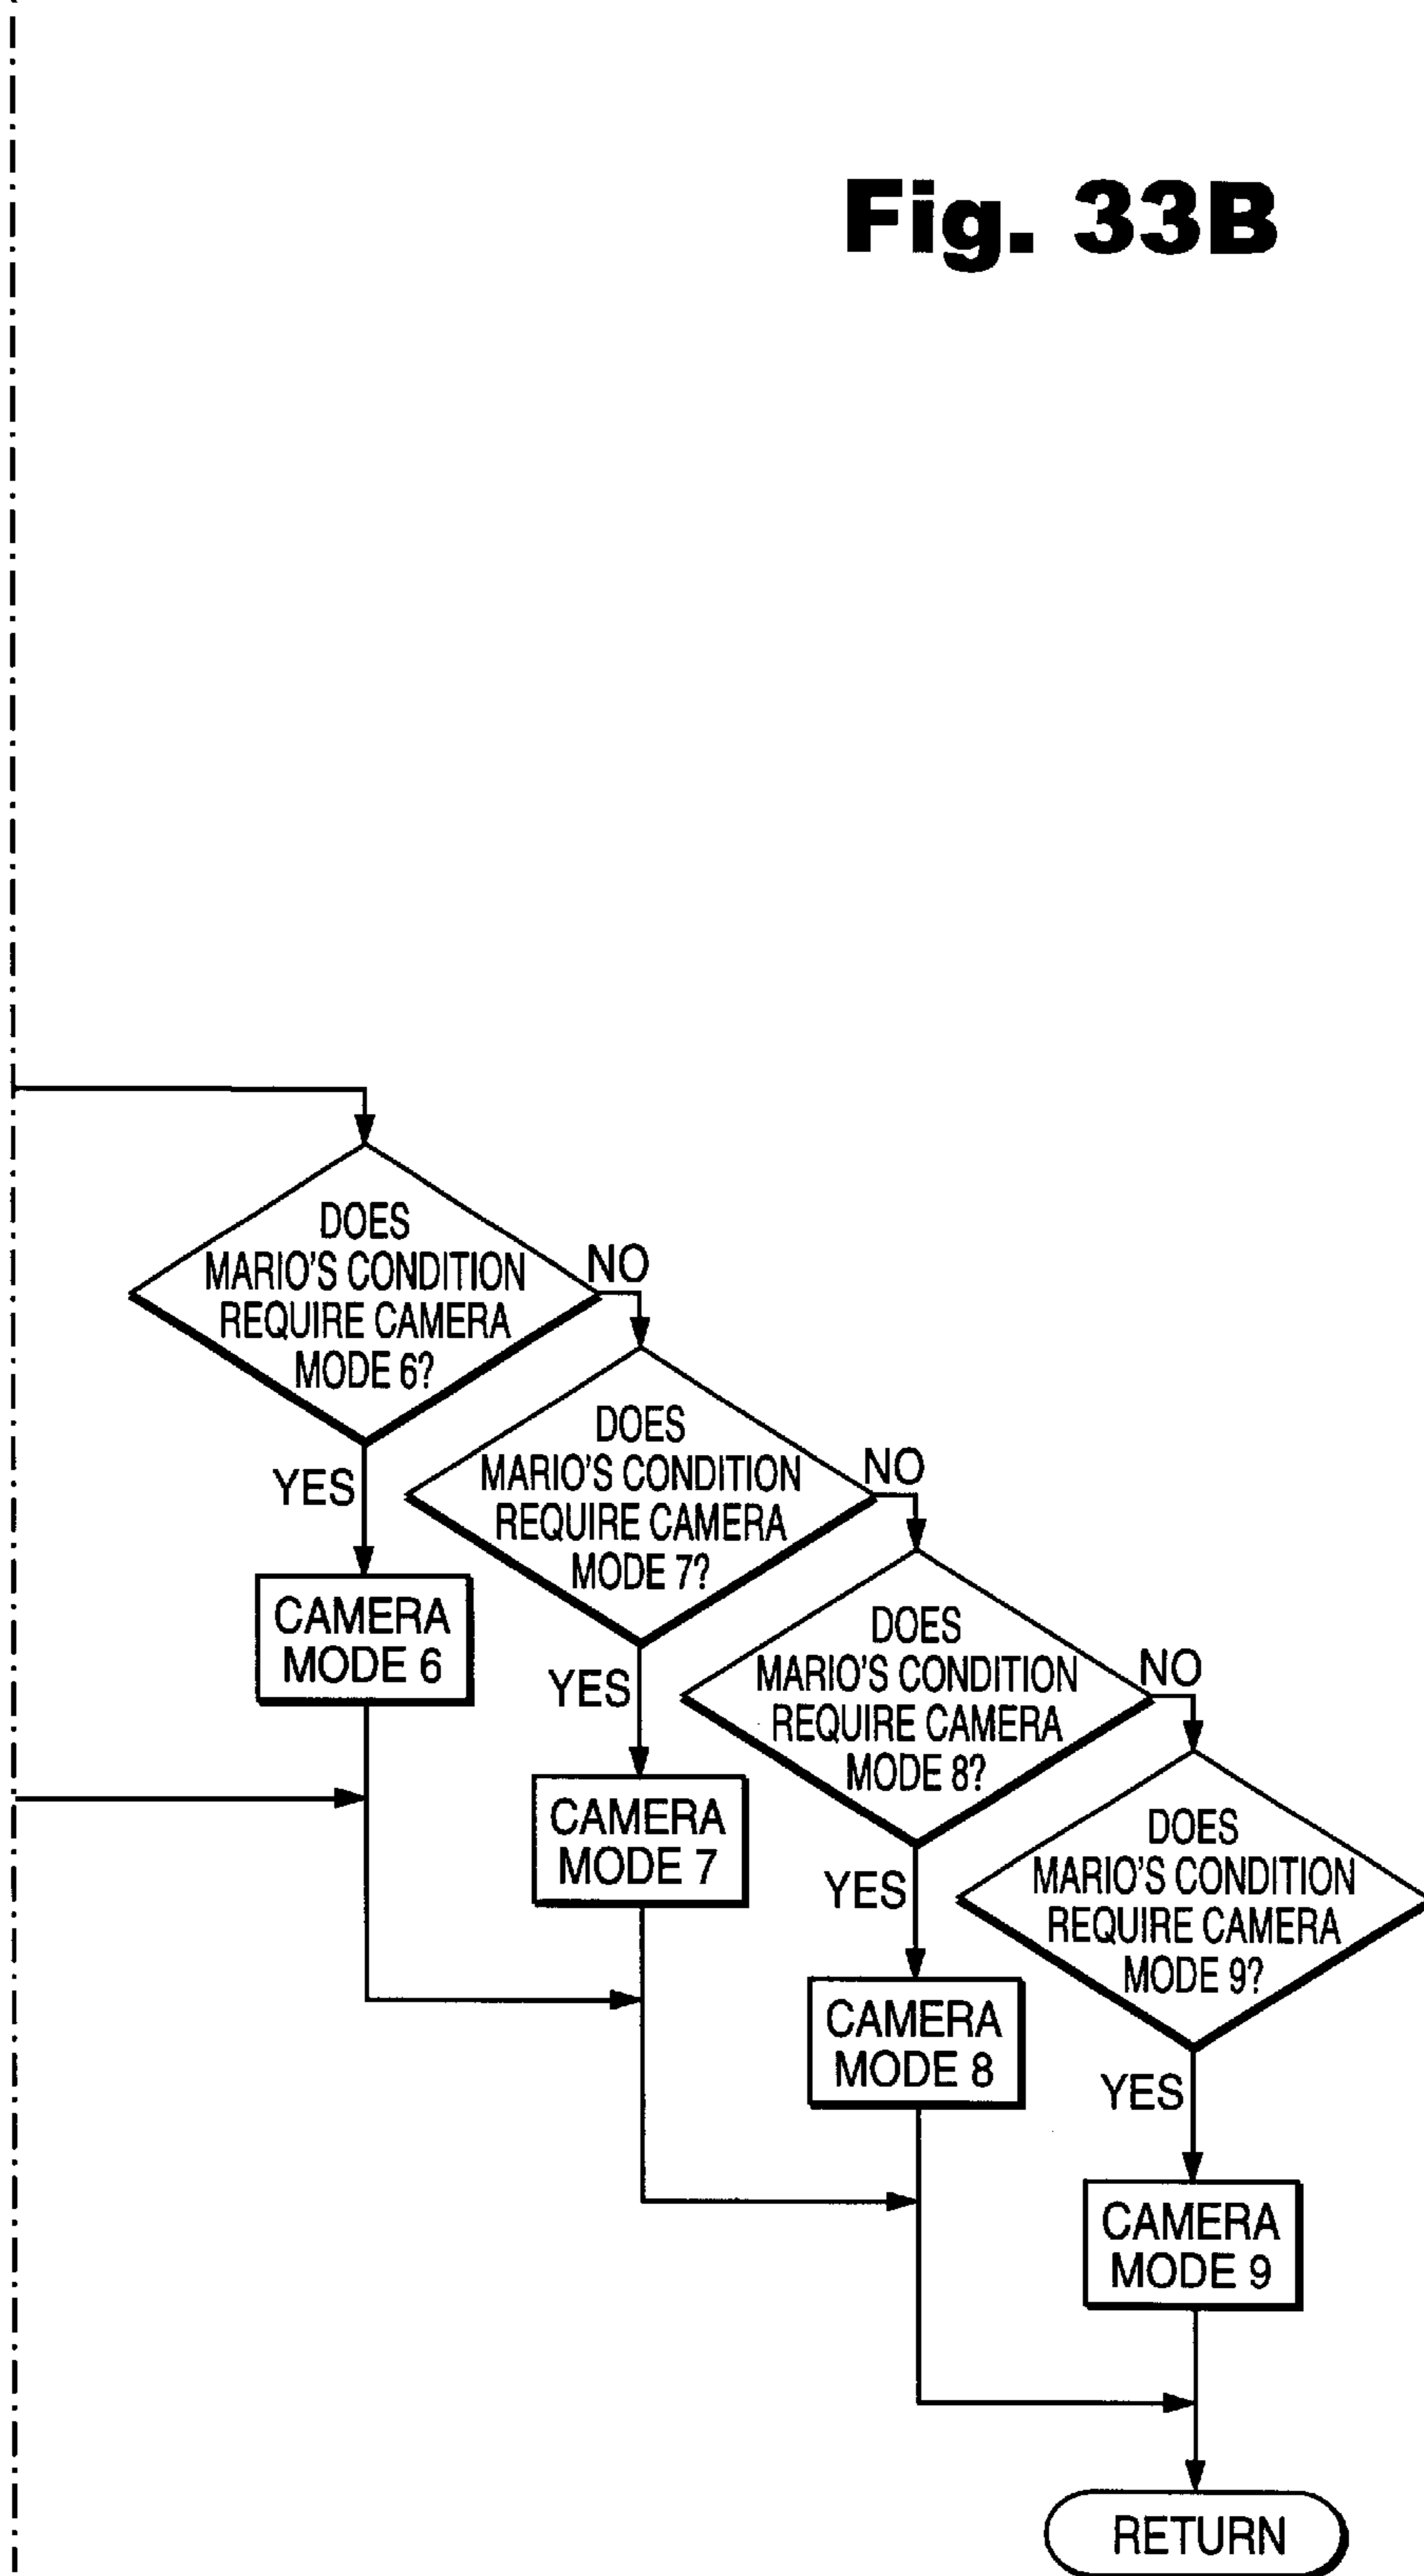 Fig. 33B
DOES
MARIO'S CONDITION
REQUIRE CAMERA
MODE 6?
NO
YES
CAMERA
MODE 6
DOES
MARIO'S CONDITION
REQUIRE CAMERA
MODE 7?
NO
YES
CAMERA
MODE 7
DOES
MARIO'S CONDITION
REQUIRE CAMERA
MODE 8?
NO
YES
CAMERA
MODE 8
DOES
MARIO'S CONDITION
REQUIRE CAMERA
MODE 9?
YES
CAMERA
MODE 9
RETURN